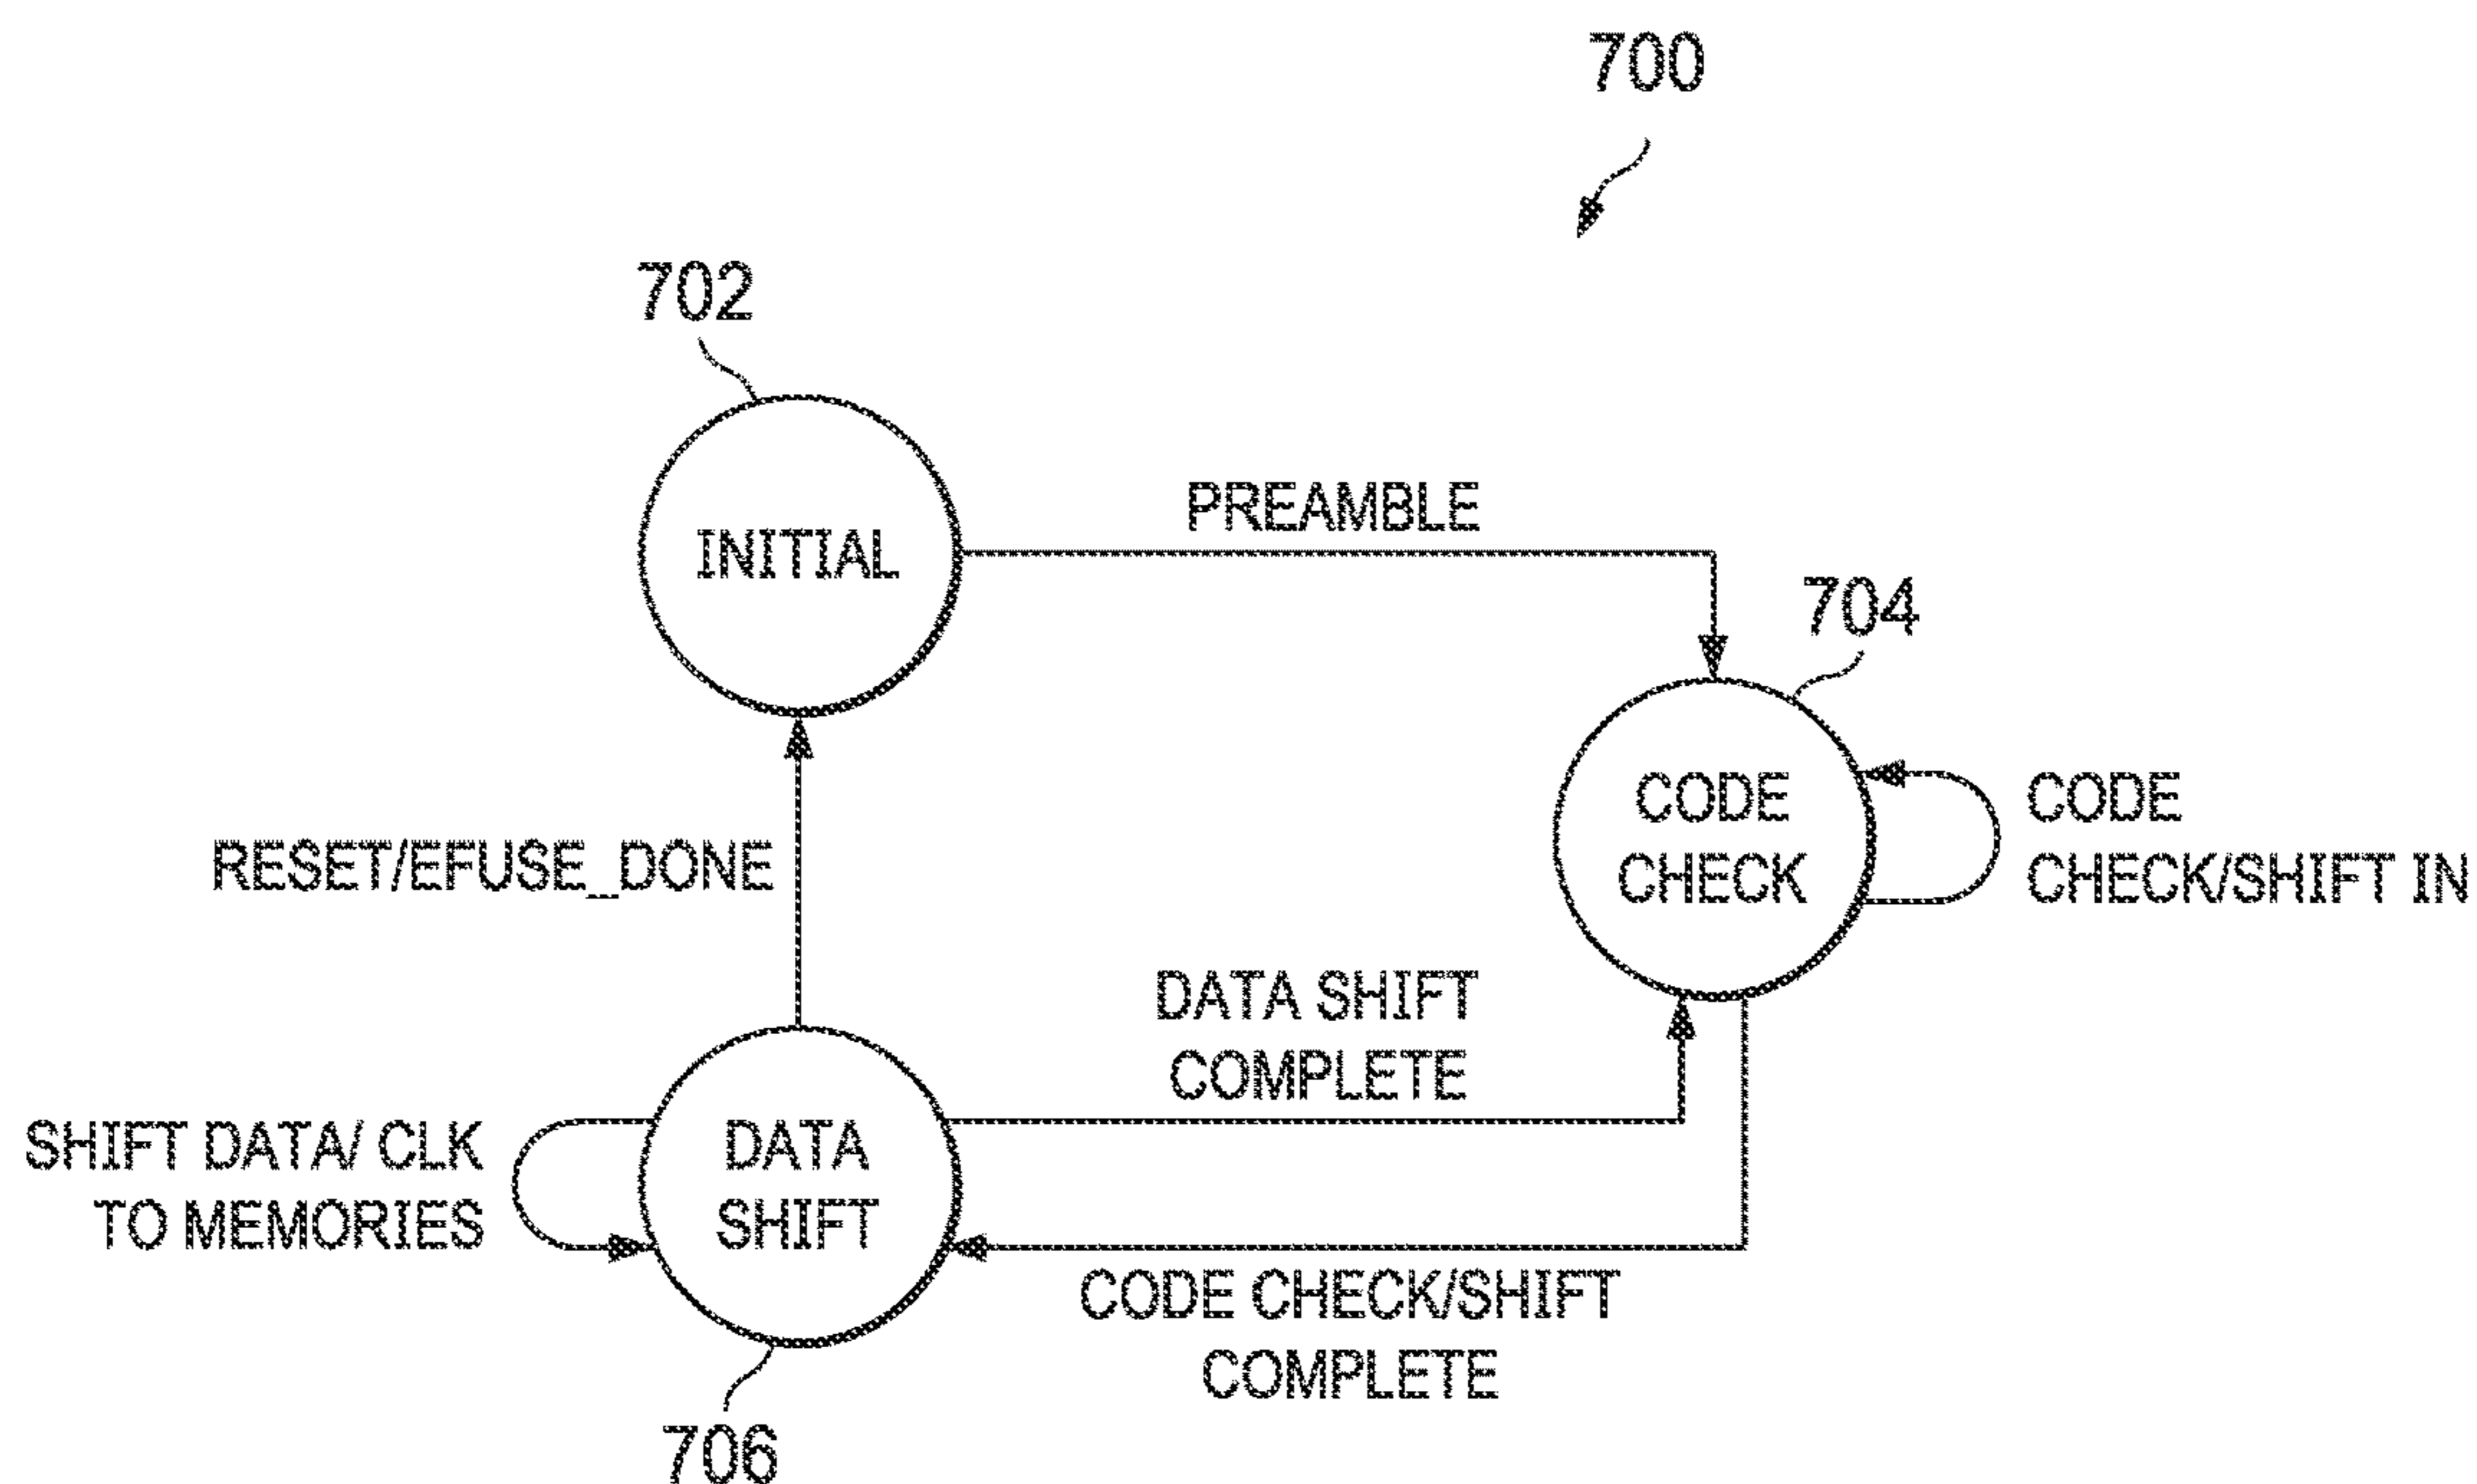 700
702
INITIAL
PREAMBLE
704
CODE
CHECK
CODE
CHECK/SHIFT IN
RESET/EFUSE_DONE
DATA SHIFT
COMPLETE
SHIFT DATA/ CLK
TO MEMORIES
DATA
SHIFT
CODE CHECK/SHIFT
COMPLETE
706